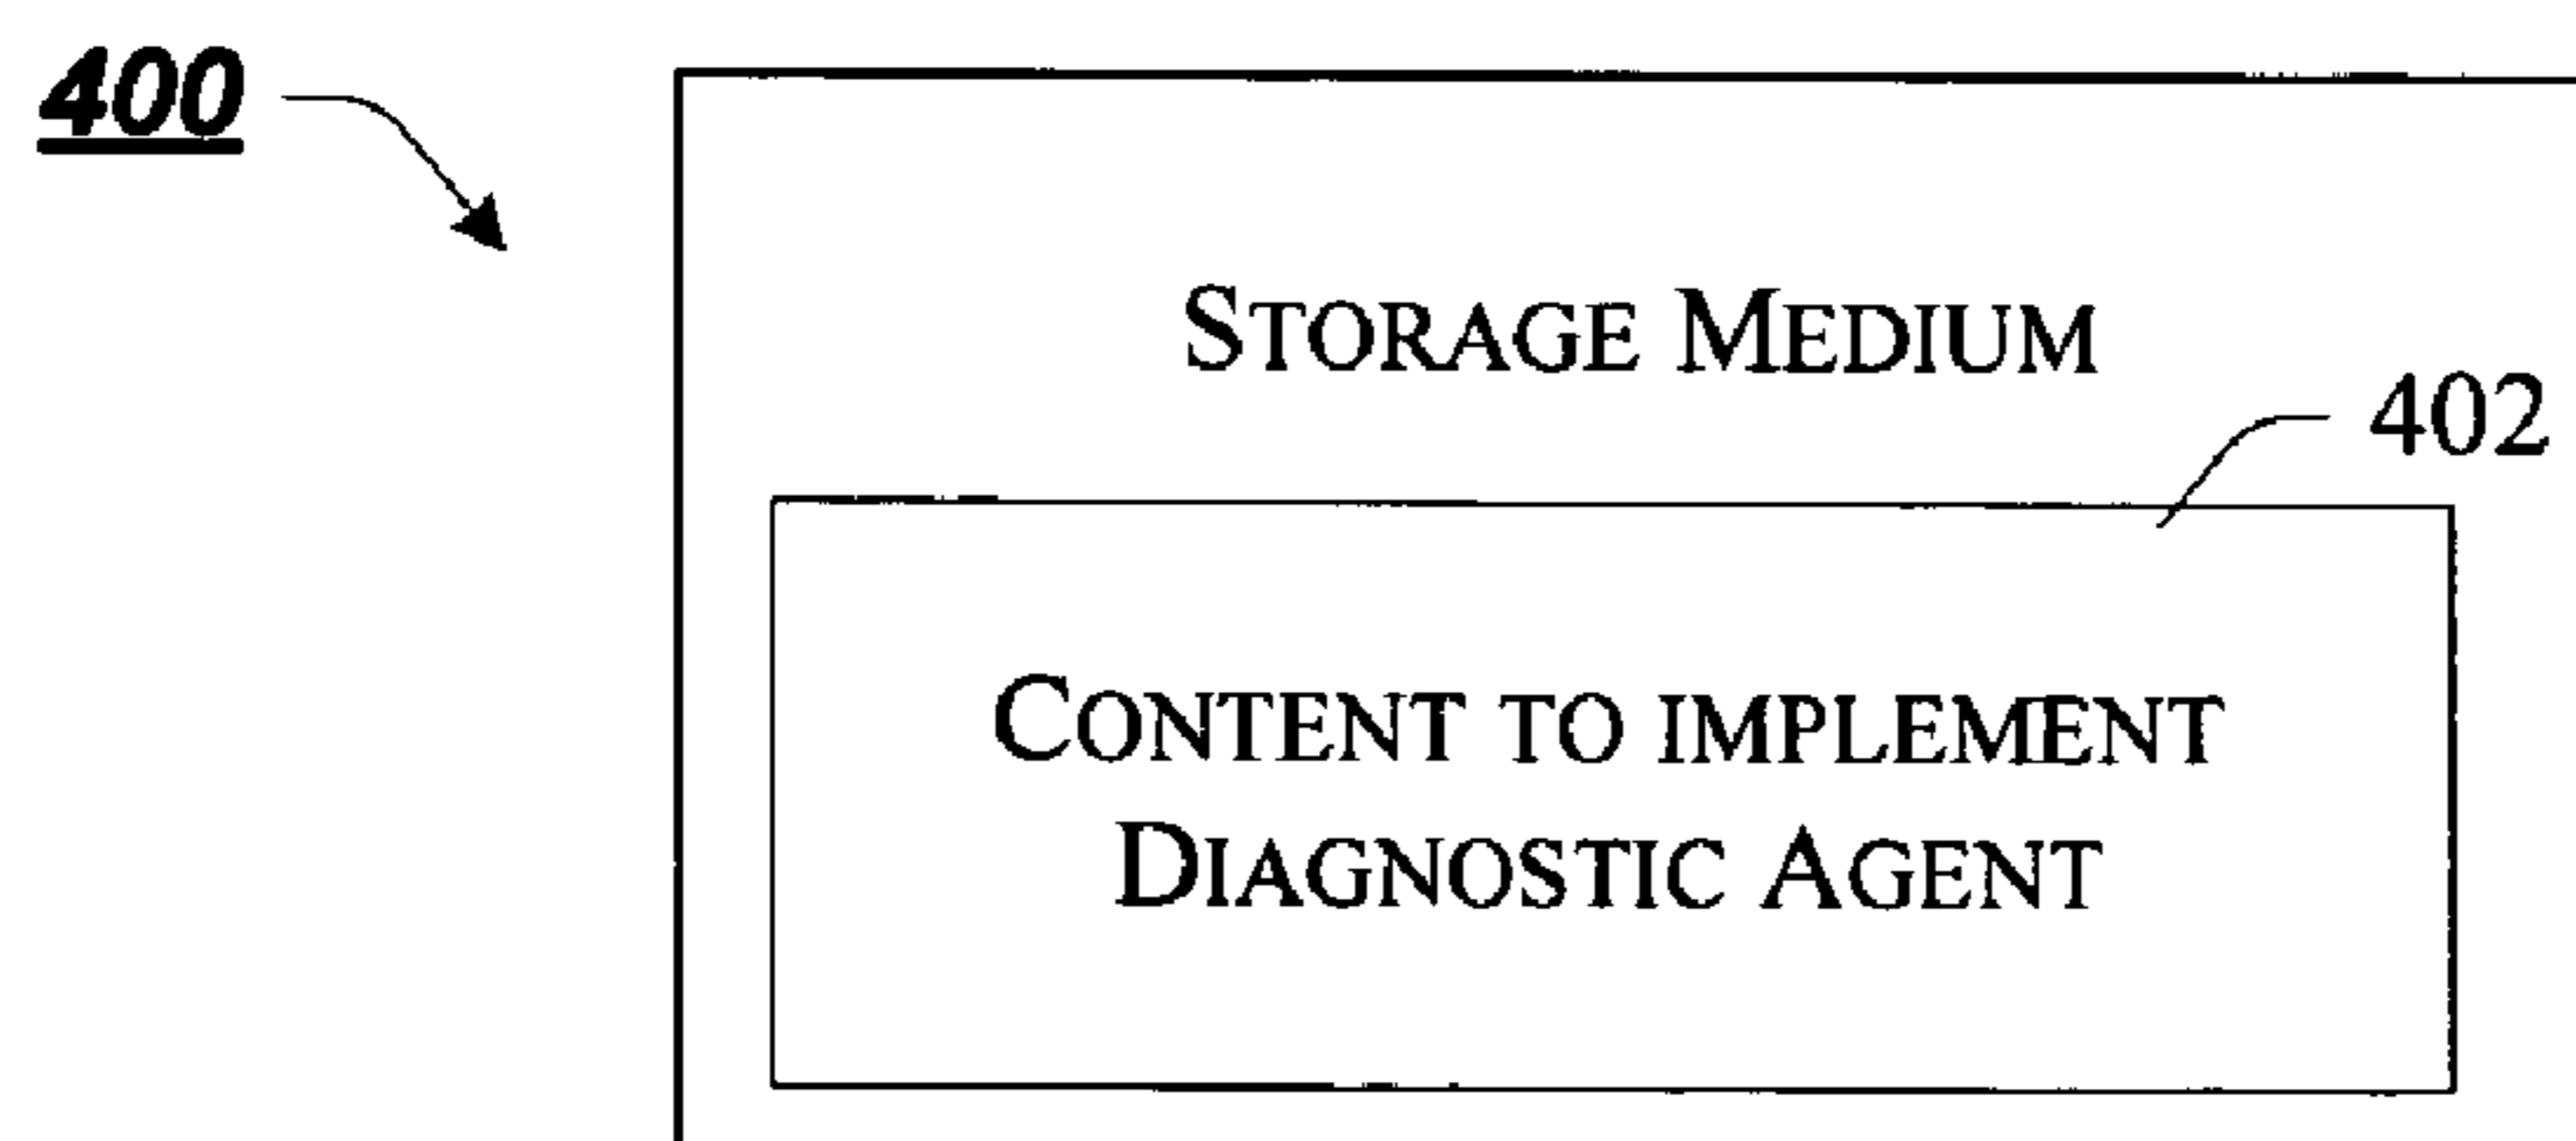 400
STORAGE MEDIUM
402
CONTENT TO IMPLEMENT
DIAGNOSTIC AGENT